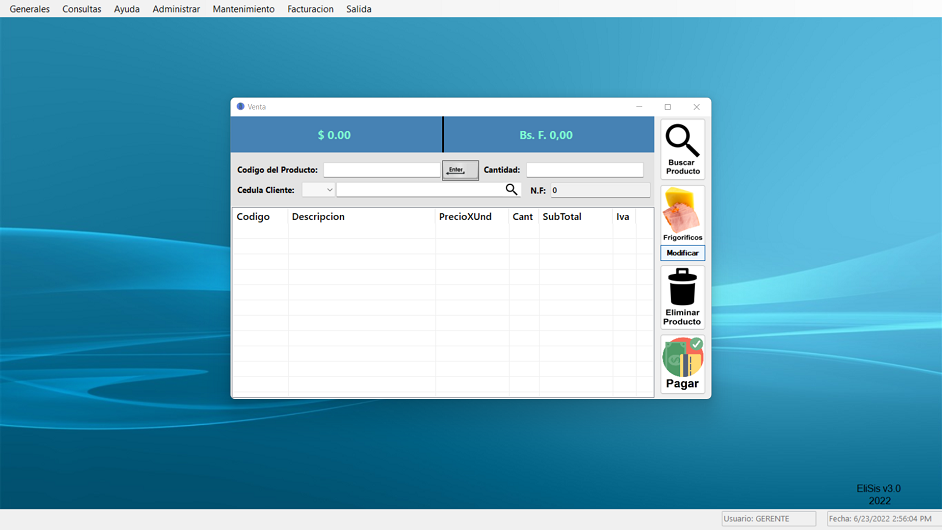 Generales Consultas Ayuda Administrar Mantenimiento Facturacion Salida
Venta
$ 0.00 Bs. F. 0,00
Codigo del Producto: Enter Cantidad:
Cedula Cliente: N.F: 0
Codigo Descripcion PrecioXUnd Cant SubTotal Iva
Buscar
Producto
Frigorificos
Modificar
Eliminar
Producto
Pagar
EliSis v3.0
2022
Usuario: GERENTE Fecha: 6/23/2022 2:56:04 PM